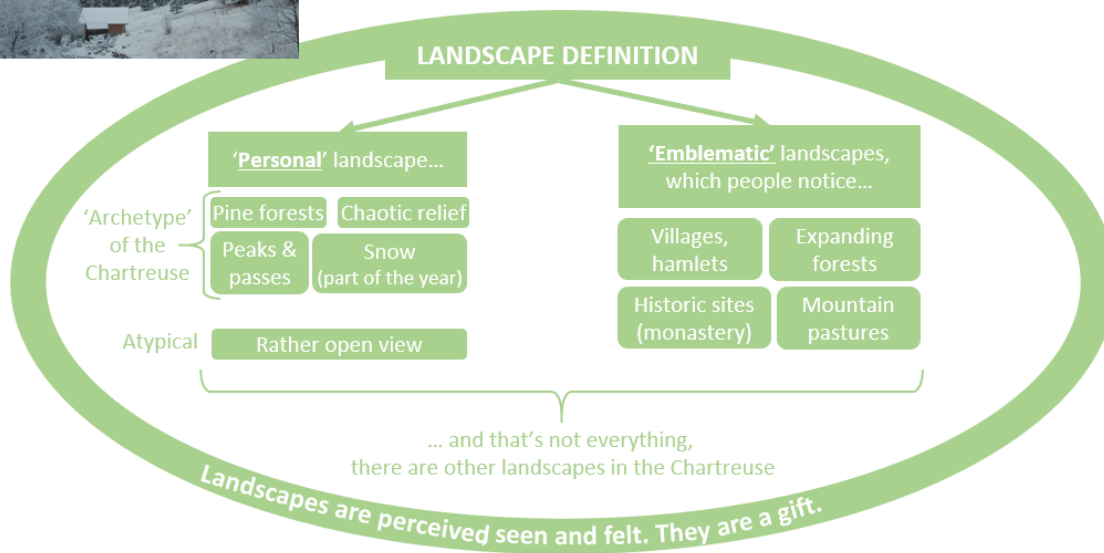 LANDSCAPE DEFINITION
‘Personal’ landscape…
‘Archetype’
of the
Chartreuse
Pine forests
Chaotic relief
Peaks &
passes
Snow
(part of the year)
Atypical
Rather open view
‘Emblematic’ landscapes,
which people notice…
Villages,
hamlets
Expanding
forests
Historic sites
(monastery)
Mountain
pastures
… and that’s not everything,
there are other landscapes in the Chartreuse
Landscapes are perceived, seen and felt. They are a gift.